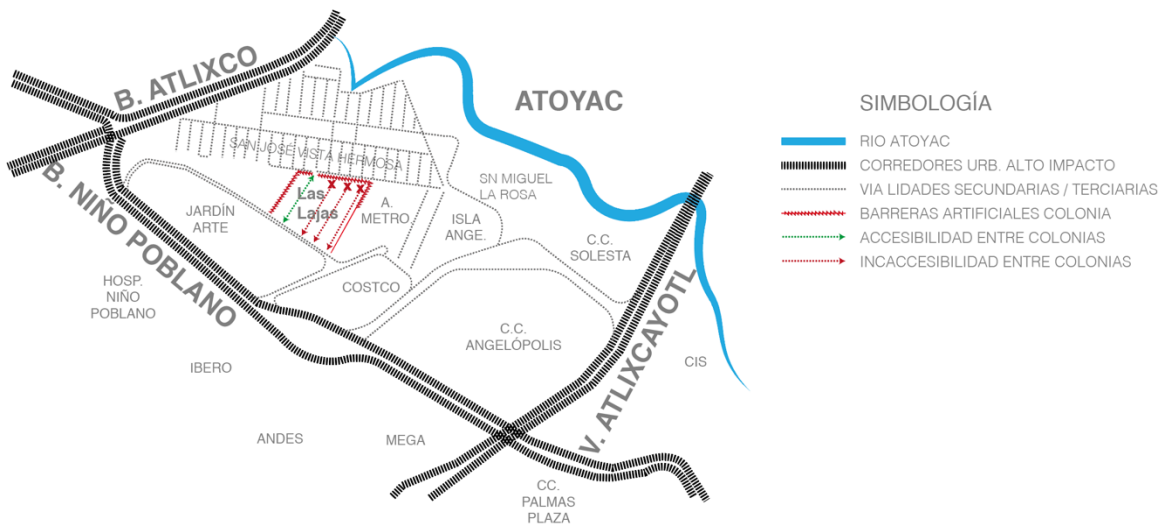 B. ATLIXCO
ATOYAC
SAN JOSÉ VISTA HERMOSA
SN MIGUEL
LA ROSA
B. NIÑO POBLANO
JARDÍN
ARTE
Las
Lajas
A.
METRO
ISLA
ANGE.
C.C.
SOLESTA
HOSP.
NIÑO
POBLANO
COSTCO
C.C.
ANGELÓPOLIS
V. ATLIXCAYOTL
CIS
IBERO
ANDES
MEGA
CC.
PALMAS
PLAZA
SIMBOLOGÍA
RIO ATOYAC
CORREDORES URB. ALTO IMPACTO
VIA LIDADES SECUNDARIAS / TERCIARIAS
BARRERAS ARTIFICIALES COLONIA
ACCESIBILIDAD ENTRE COLONIAS
INCACCESIBILIDAD ENTRE COLONIAS